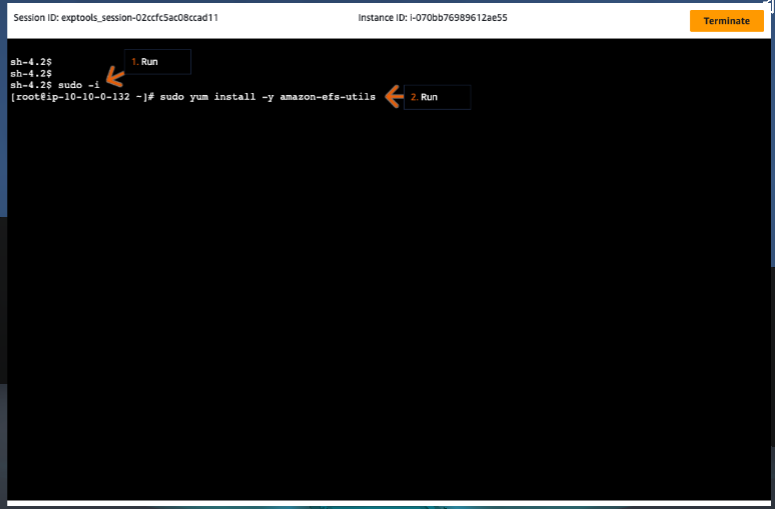 Session ID: exptools_session-02ccfc5ac08ccad11
Instance ID: i-070bb76989612ae55
Terminate
sh-4.2$
1. Run
sh-4.2$
sh-4.2$ sudo -i
[root@ip-10-10-0-132 ~]# sudo yum install -y amazon-efs-utils
2. Run